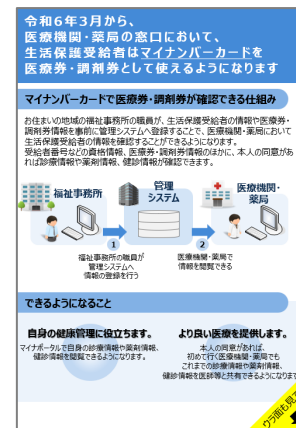 令和6年3月から、
医療機関・薬局の窓口において、
生活保護受給者はマイナンバーカードを
医療券・調剤券として使えるようになります
マイナンバーカードで医療券・調剤券が確認できる仕組み
お住まいの地域の福祉事務所の職員が、生活保護受給者の情報や医療券・
調剤券情報を事前に管理システムへ登録することで、医療機関・薬局において
生活保護受給者の情報を確認することができるようになります。
受給者番号などの資格情報、医療券・調剤券情報のほかに、本人の同意があ
れば診療情報や薬剤情報、健診情報が確認できます。
福祉事務所
管理
システム
医療機関・
薬局
1
2
福祉事務所の職員が
管理システムへ
情報の登録を行う
医療機関・薬局で
情報を閲覧できる
できるようになること
自身の健康管理に役立ちます。
マイナポータルで自身の診療情報や薬剤情報、
健診情報を閲覧できるようになります。
より良い医療を提供します。
本人の同意があれば、
初めて行く医療機関・薬局でも
これまでの診療情報や薬剤情報、
健診情報が医師等と共有できるようになります
ウラ面も見